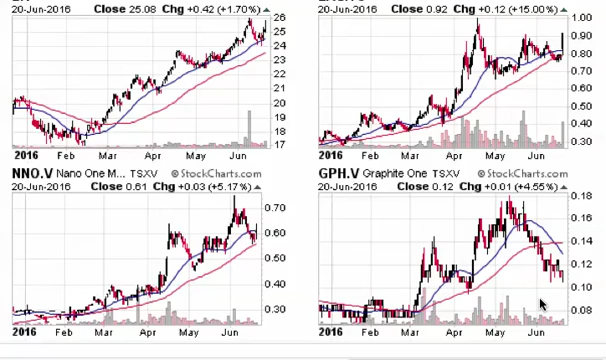 20-Jun-2016 Close 25.08 Chg +0.42 (+1.70%)
26
25
24
23
22
21
20
19
18
17
2016 Feb Mar Apr May Jun
20-Jun-2016 Close 0.92 Chg +0.12 (+15.00%)
1.00
0.90
0.80
0.70
0.60
0.50
0.40
0.30
2016 Feb Mar Apr May Jun
NNO.V Nano One M... TSXV © StockCharts.com
20-Jun-2016 Close 0.61 Chg +0.03 (+5.17%)
0.70
0.60
0.50
0.40
0.30
2016 Feb Mar Apr May Jun
GPH.V Graphite One TSXV © StockCharts.com
20-Jun-2016 Close 0.12 Chg +0.01 (+4.55%)
0.18
0.16
0.14
0.12
0.10
0.08
2016 Feb Mar Apr May Jun